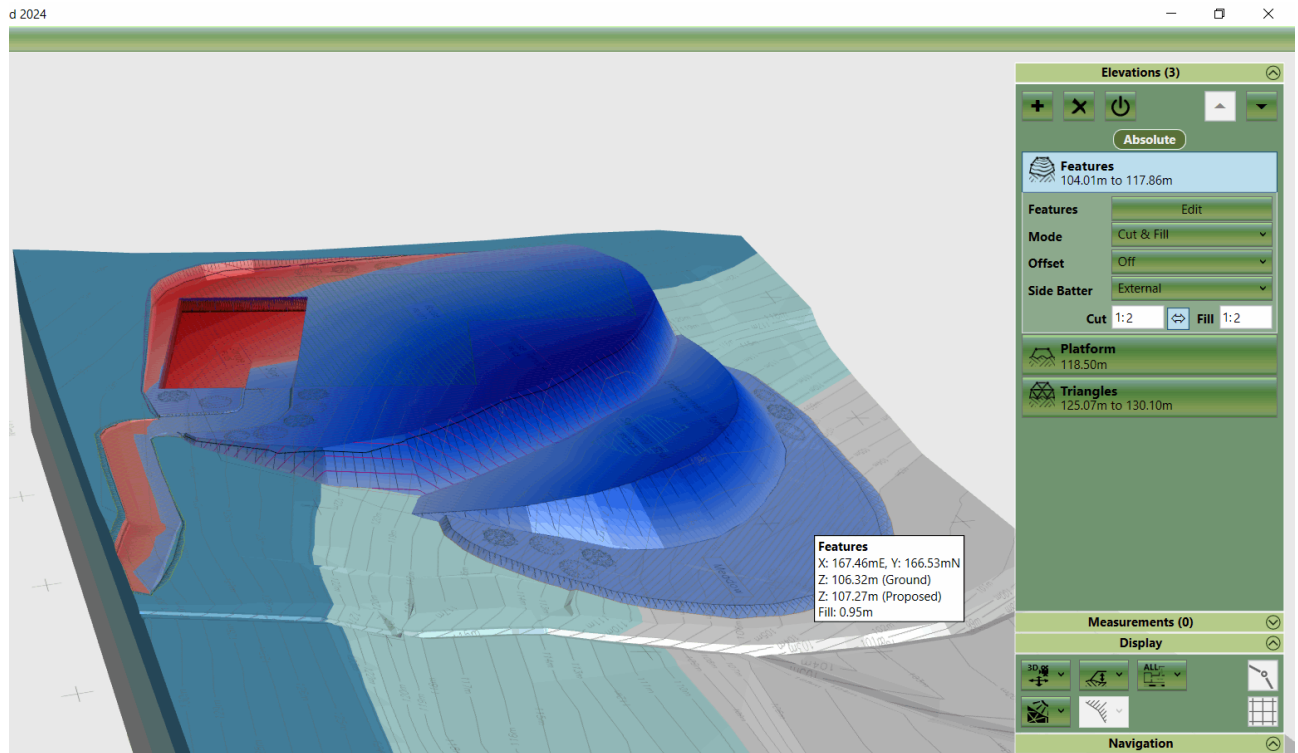 d 2024
Elevations (3)
Absolute
Features
104.01m to 117.86m
Features Edit
Mode Cut & Fill
Offset Off
Side Batter External
Cut 1:2 Fill 1:2
Platform
118.50m
Triangles
125.07m to 130.10m
Features
X: 167.46mE, Y: 166.53mN
Z: 106.32m (Ground)
Z: 107.27m (Proposed)
Fill: 0.95m
Measurements (0)
Display
3D
ALL
Navigation